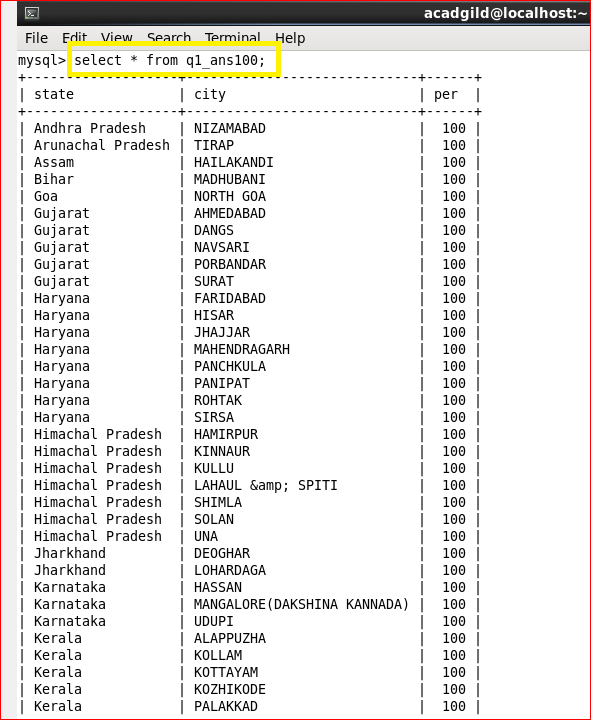 acadgild@localhost:~
File Edit View Search Terminal Help
mysql> select * from q1_ans100;
+-------------------+-----------------------------+------+
| state             | city                        | per  |
+-------------------+-----------------------------+------+
| Andhra Pradesh    | NIZAMABAD                   |  100 |
| Arunachal Pradesh | TIRAP                       |  100 |
| Assam             | HAILAKANDI                  |  100 |
| Bihar             | MADHUBANI                   |  100 |
| Goa               | NORTH GOA                   |  100 |
| Gujarat           | AHMEDABAD                   |  100 |
| Gujarat           | DANGS                       |  100 |
| Gujarat           | NAVSARI                     |  100 |
| Gujarat           | PORBANDAR                   |  100 |
| Gujarat           | SURAT                       |  100 |
| Haryana           | FARIDABAD                   |  100 |
| Haryana           | HISAR                       |  100 |
| Haryana           | JHAJJAR                     |  100 |
| Haryana           | MAHENDRAGARH                |  100 |
| Haryana           | PANCHKULA                   |  100 |
| Haryana           | PANIPAT                     |  100 |
| Haryana           | ROHTAK                      |  100 |
| Haryana           | SIRSA                       |  100 |
| Himachal Pradesh  | HAMIRPUR                    |  100 |
| Himachal Pradesh  | KINNAUR                     |  100 |
| Himachal Pradesh  | KULLU                       |  100 |
| Himachal Pradesh  | LAHAUL &amp; SPITI          |  100 |
| Himachal Pradesh  | SHIMLA                      |  100 |
| Himachal Pradesh  | SOLAN                       |  100 |
| Himachal Pradesh  | UNA                         |  100 |
| Jharkhand         | DEOGHAR                     |  100 |
| Jharkhand         | LOHARDAGA                   |  100 |
| Karnataka         | HASSAN                      |  100 |
| Karnataka         | MANGALORE(DAKSHINA KANNADA) |  100 |
| Karnataka         | UDUPI                       |  100 |
| Kerala            | ALAPPUZHA                   |  100 |
| Kerala            | KOLLAM                      |  100 |
| Kerala            | KOTTAYAM                    |  100 |
| Kerala            | KOZHIKODE                   |  100 |
| Kerala            | PALAKKAD                    |  100 |